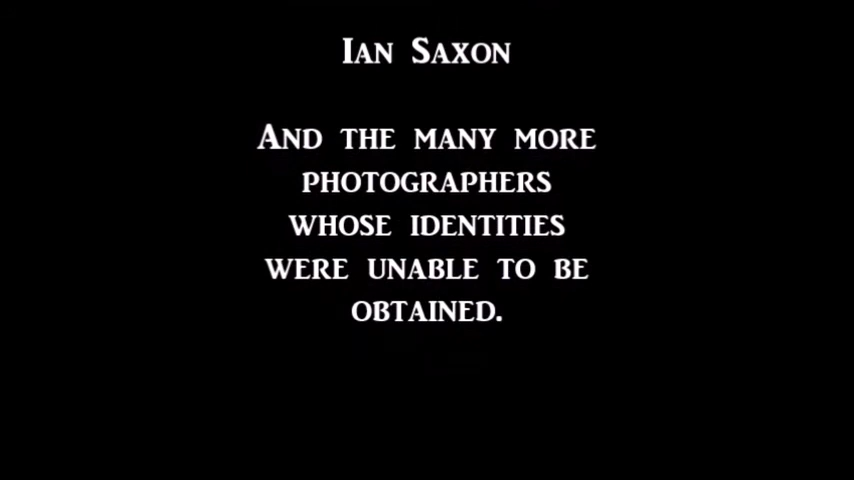 Ian Saxon
And the many more
photographers
whose identities
were unable to be
obtained.